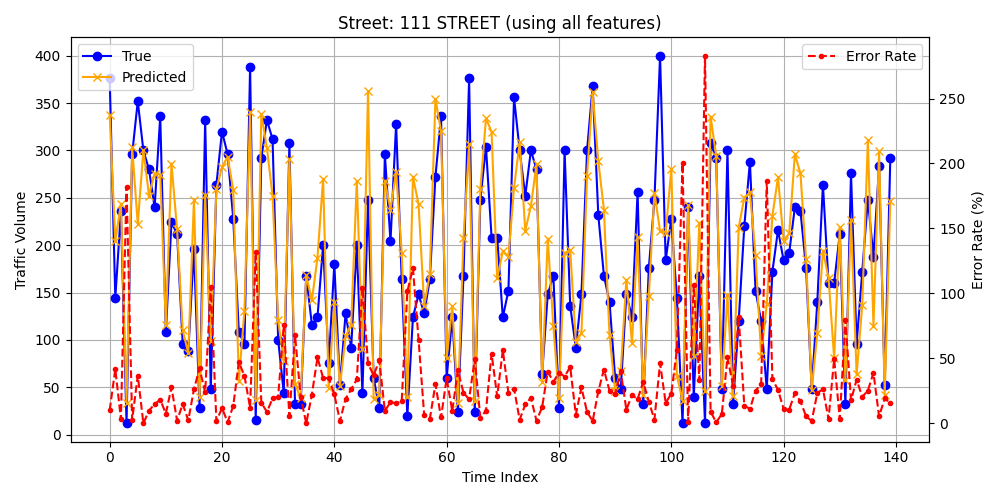 Street: 111 STREET (using all features)
True
Predicted
Error Rate
Traffic Volume
400
350
300
250
200
150
100
50
0
250
200
150
100
50
0
Error Rate (%)
0 20 40 60 80 100 120 140
Time Index